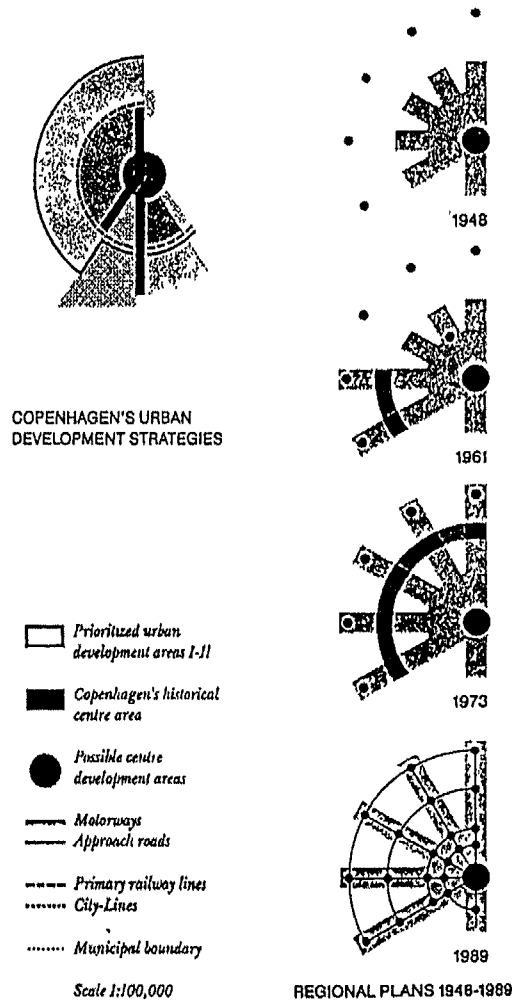 1948
1961
COPENHAGEN'S URBAN
DEVELOPMENT STRATEGIES
1973
Prioritized urban
development areas I-II
Copenhagen's historical
centre area
Possible centre
development areas
Motorways
Approach roads
Primary railway lines
City-Lines
Municipal boundary
Scale 1:100,000
1989
REGIONAL PLANS 1948-1989